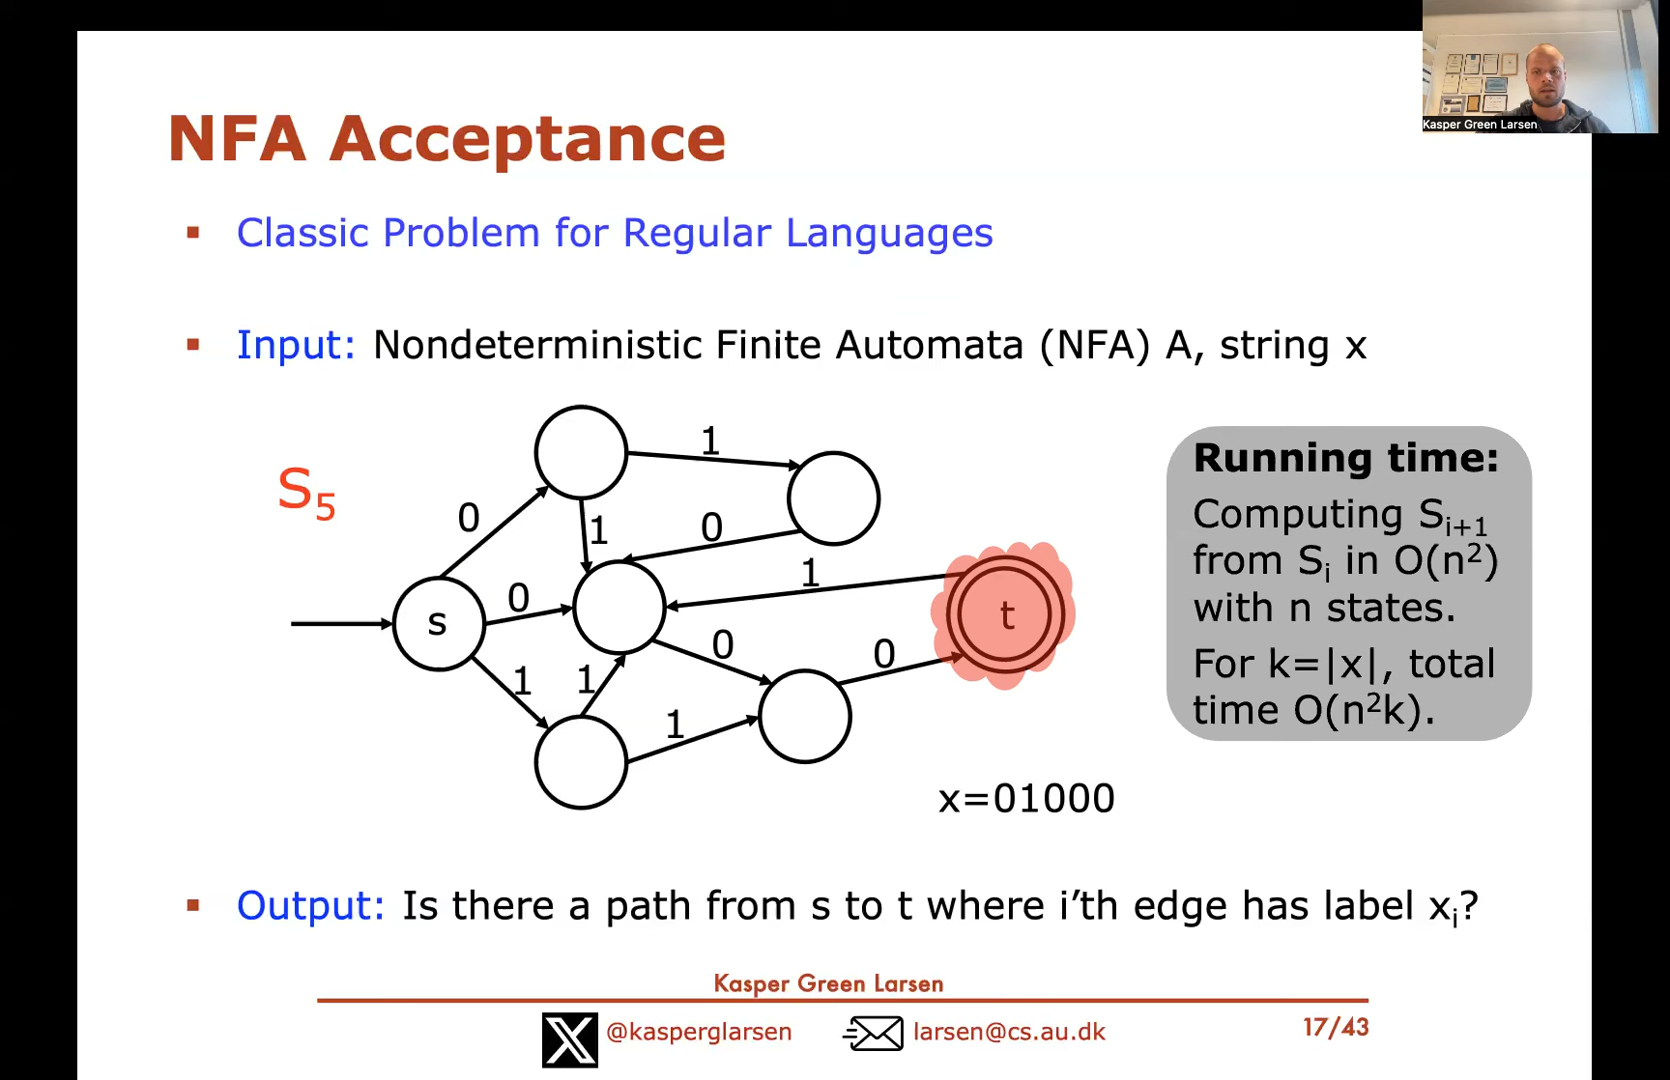 Kasper Green Larsen
NFA Acceptance
▪ Classic Problem for Regular Languages
▪ Input: Nondeterministic Finite Automata (NFA) A, string x
S₅
1
0
1
0
1
0
s
t
0
0
1
1
1
x=01000
Running time:
Computing Sᵢ₊₁
from Sᵢ in O(n²)
with n states.
For k=|x|, total
time O(n²k).
▪ Output: Is there a path from s to t where i’th edge has label xᵢ?
Kasper Green Larsen
@kasperglarsen
larsen@cs.au.dk
17/43